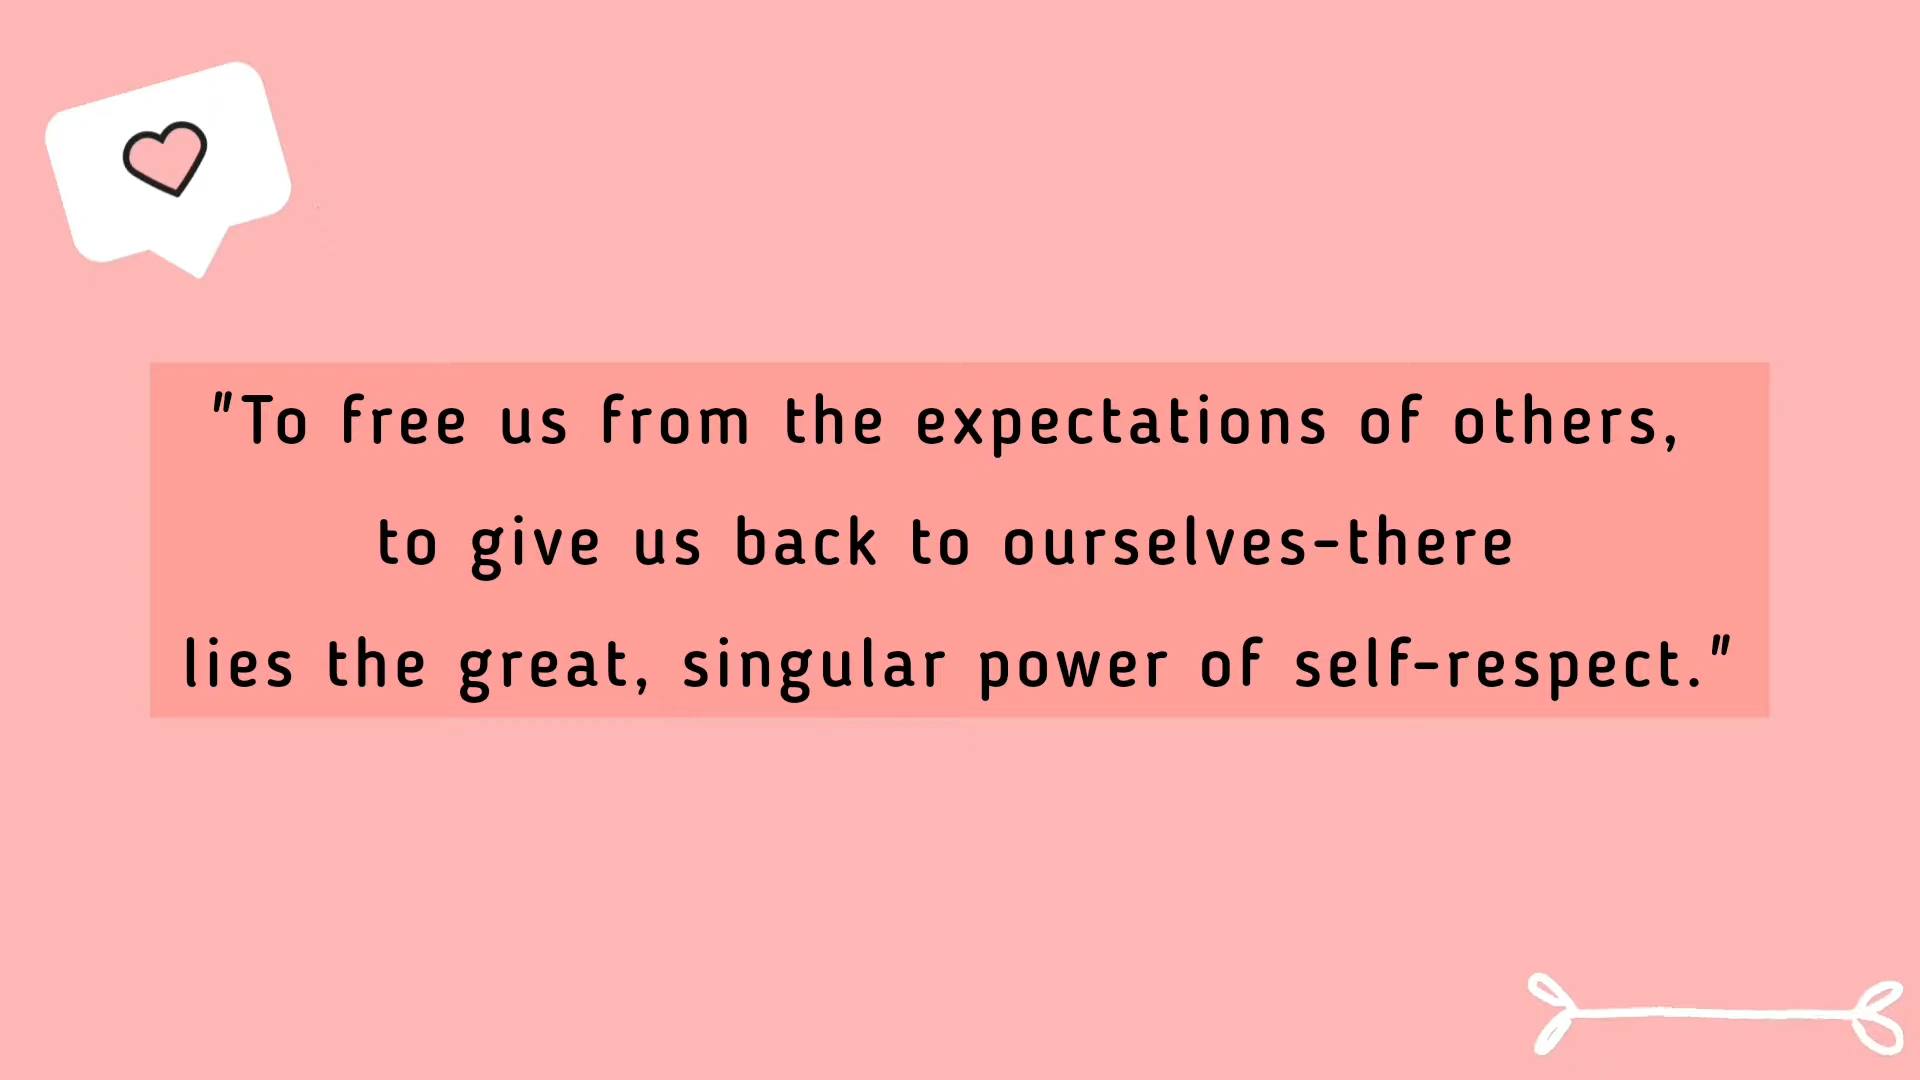 "To free us from the expectations of others,
to give us back to ourselves-there
lies the great, singular power of self-respect."